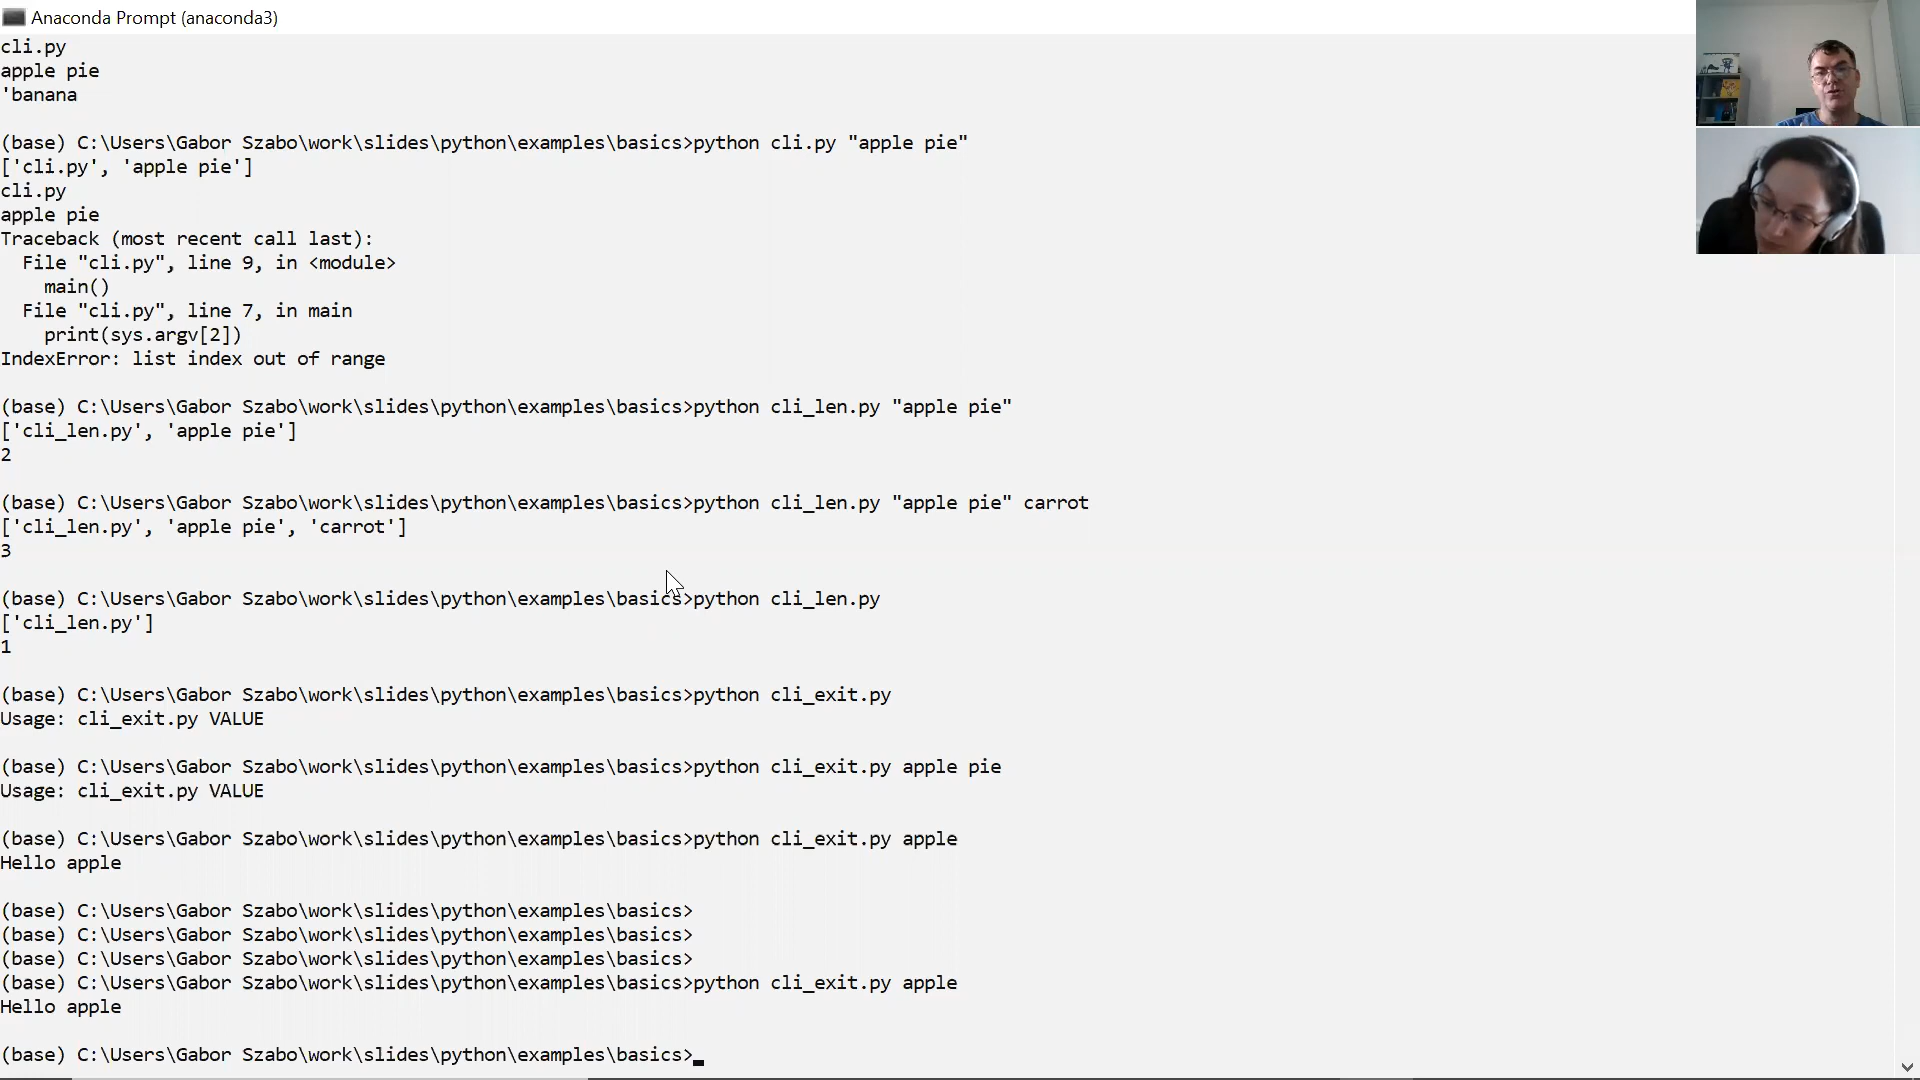 Anaconda Prompt (anaconda3)
cli.py
apple pie
'banana
(base) C:\Users\Gabor Szabo\work\slides\python\examples\basics>python cli.py "apple pie"
['cli.py', 'apple pie']
cli.py
apple pie
Traceback (most recent call last):
  File "cli.py", line 9, in <module>
    main()
  File "cli.py", line 7, in main
    print(sys.argv[2])
IndexError: list index out of range
(base) C:\Users\Gabor Szabo\work\slides\python\examples\basics>python cli_len.py "apple pie"
['cli_len.py', 'apple pie']
2
(base) C:\Users\Gabor Szabo\work\slides\python\examples\basics>python cli_len.py "apple pie" carrot
['cli_len.py', 'apple pie', 'carrot']
3
(base) C:\Users\Gabor Szabo\work\slides\python\examples\basics>python cli_len.py
['cli_len.py']
1
(base) C:\Users\Gabor Szabo\work\slides\python\examples\basics>python cli_exit.py
Usage: cli_exit.py VALUE
(base) C:\Users\Gabor Szabo\work\slides\python\examples\basics>python cli_exit.py apple pie
Usage: cli_exit.py VALUE
(base) C:\Users\Gabor Szabo\work\slides\python\examples\basics>python cli_exit.py apple
Hello apple
(base) C:\Users\Gabor Szabo\work\slides\python\examples\basics>
(base) C:\Users\Gabor Szabo\work\slides\python\examples\basics>
(base) C:\Users\Gabor Szabo\work\slides\python\examples\basics>
(base) C:\Users\Gabor Szabo\work\slides\python\examples\basics>python cli_exit.py apple
Hello apple
(base) C:\Users\Gabor Szabo\work\slides\python\examples\basics>